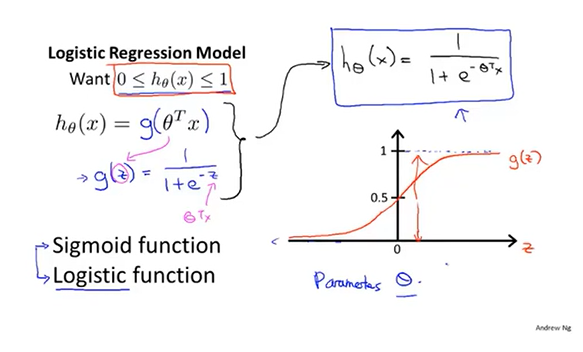 Logistic Regression Model
Want 0 ≤ hθ(x) ≤ 1
hθ(x) = g(θᵀx)
→ g(z) = 1 / (1 + e^-z)
θᵀx
Sigmoid function
Logistic function
hθ(x) = 1 / (1 + e^-θᵀx)
1
g(z)
0.5
0
z
Parameters θ.
Andrew Ng